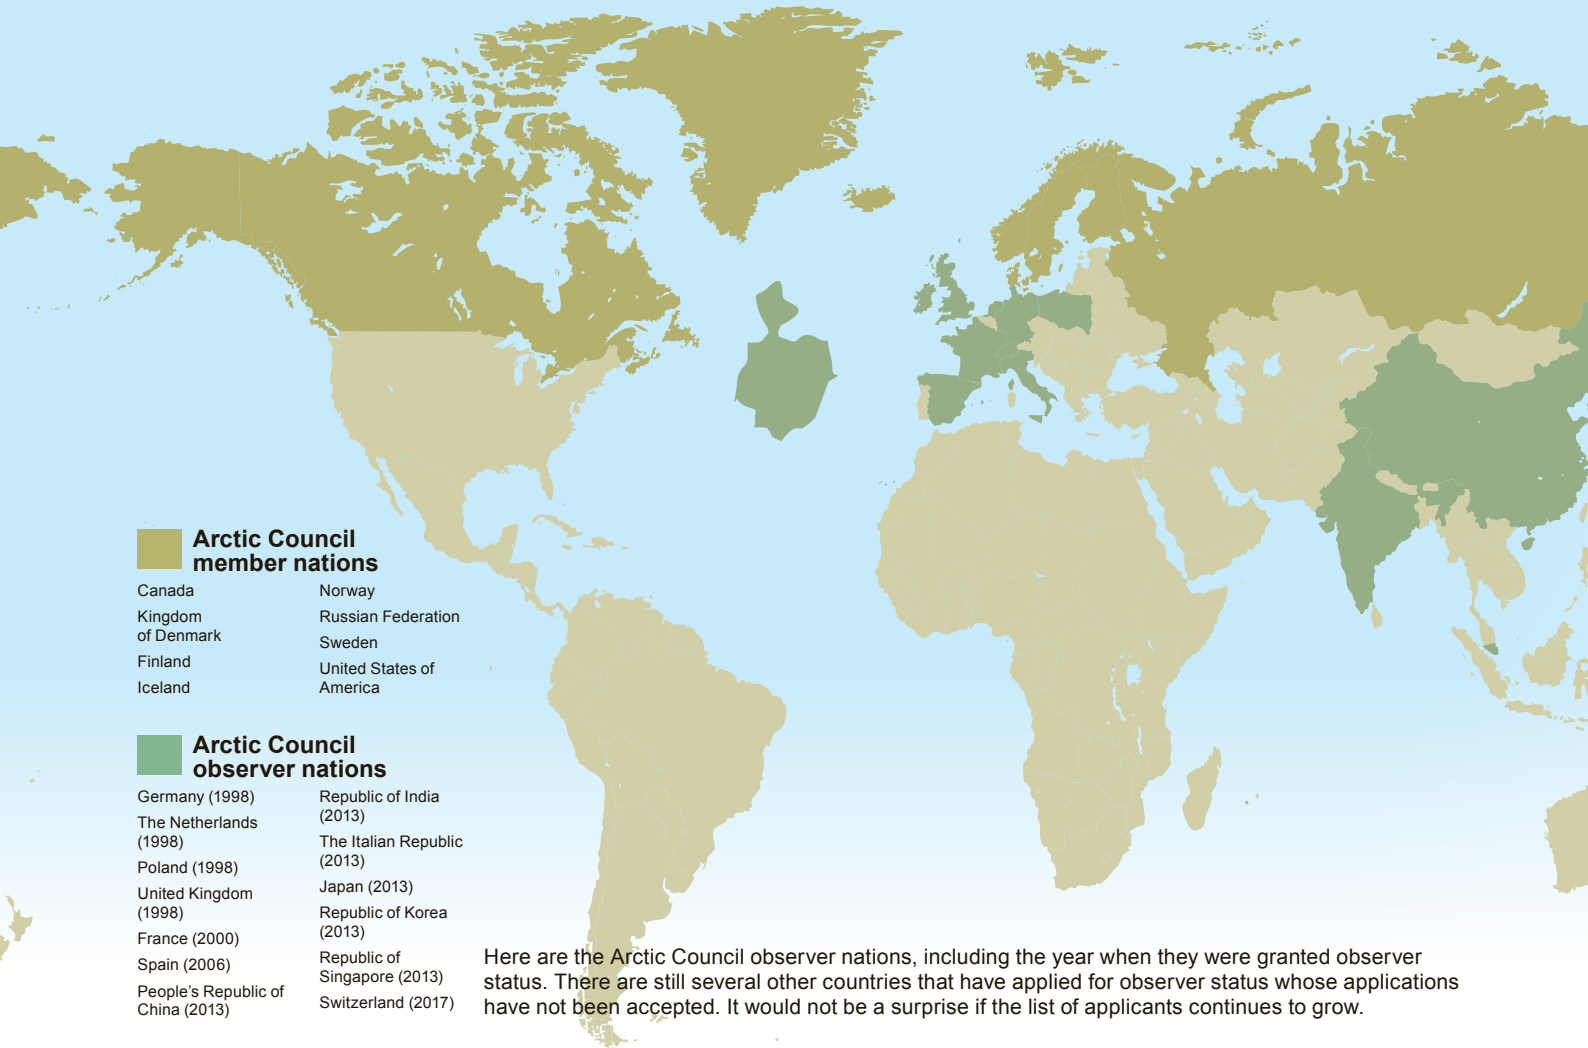 Arctic Council
member nations
Canada
Kingdom
of Denmark
Finland
Iceland
Norway
Russian Federation
Sweden
United States of
America
Arctic Council
observer nations
Germany (1998)
The Netherlands
(1998)
Poland (1998)
United Kingdom
(1998)
France (2000)
Spain (2006)
People’s Republic of
China (2013)
Republic of India
(2013)
The Italian Republic
(2013)
Japan (2013)
Republic of Korea
(2013)
Republic of
Singapore (2013)
Switzerland (2017)
Here are the Arctic Council observer nations, including the year when they were granted observer
status. There are still several other countries that have applied for observer status whose applications
have not been accepted. It would not be a surprise if the list of applicants continues to grow.